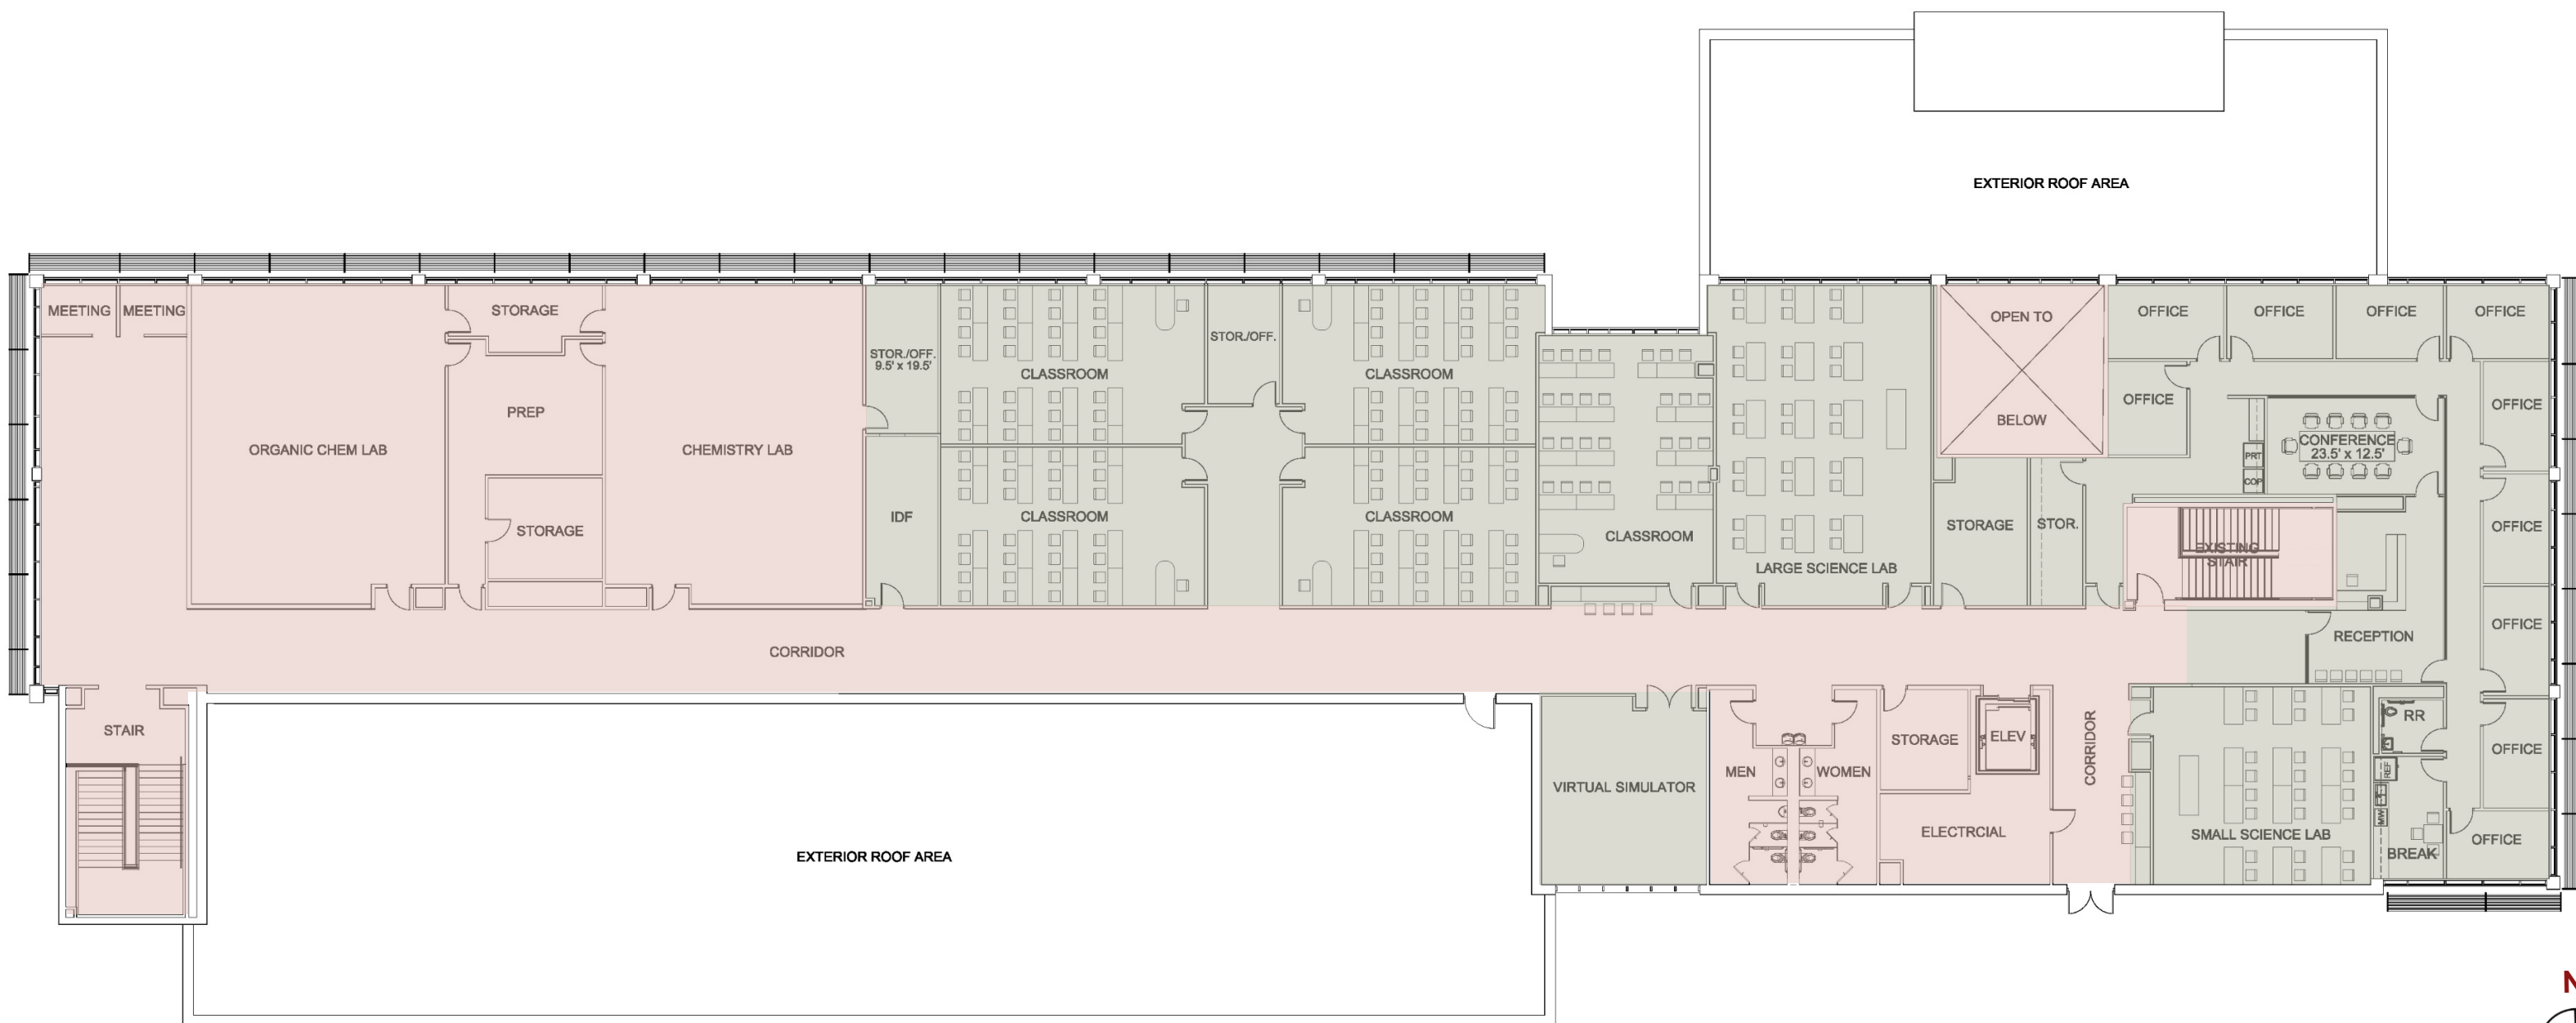 EXTERIOR ROOF AREA
MEETING
MEETING
STORAGE
STOR./OFF.
9.5' x 19.5'
CLASSROOM
STOR./OFF.
CLASSROOM
OPEN TO
BELOW
OFFICE
OFFICE
OFFICE
OFFICE
OFFICE
OFFICE
PREP
ORGANIC CHEM LAB
CHEMISTRY LAB
CONFERENCE
23.5' x 12.5'
PRT
COP
STORAGE
IDF
CLASSROOM
CLASSROOM
CLASSROOM
LARGE SCIENCE LAB
STORAGE
STOR.
EXISTING
STAIR
OFFICE
OFFICE
RECEPTION
CORRIDOR
STAIR
VIRTUAL SIMULATOR
MEN
WOMEN
STORAGE
ELEV
CORRIDOR
RR
REF
MW
OFFICE
ELECTRCIAL
SMALL SCIENCE LAB
BREAK
OFFICE
EXTERIOR ROOF AREA
N